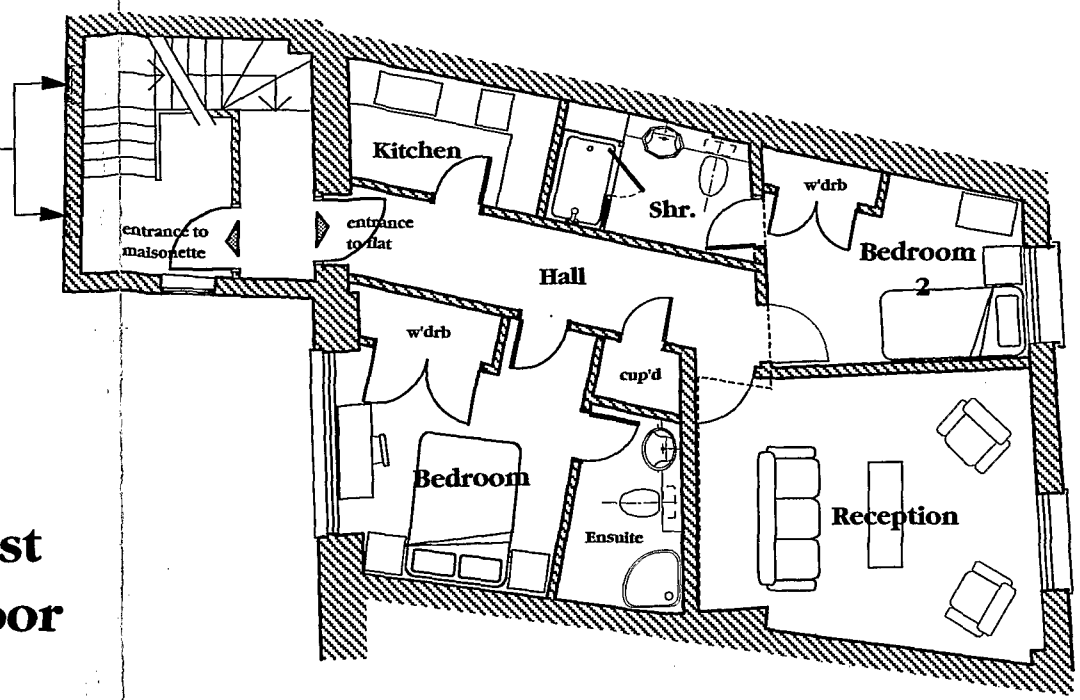 Kitchen
w'drb
Shr.
entrance to
maisonette
entrance
to flat
Bedroom
2
Hall
w'drb
cup'd
Bedroom
Reception
Ensuite
st
oor